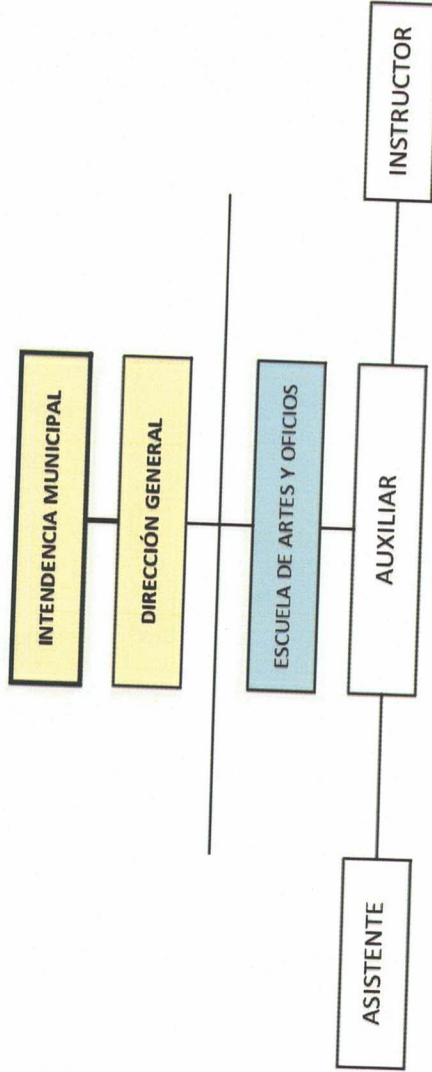 INTENDENCIA MUNICIPAL
DIRECCIÓN GENERAL
ESCUELA DE ARTES Y OFICIOS
ASISTENTE
AUXILIAR
INSTRUCTOR